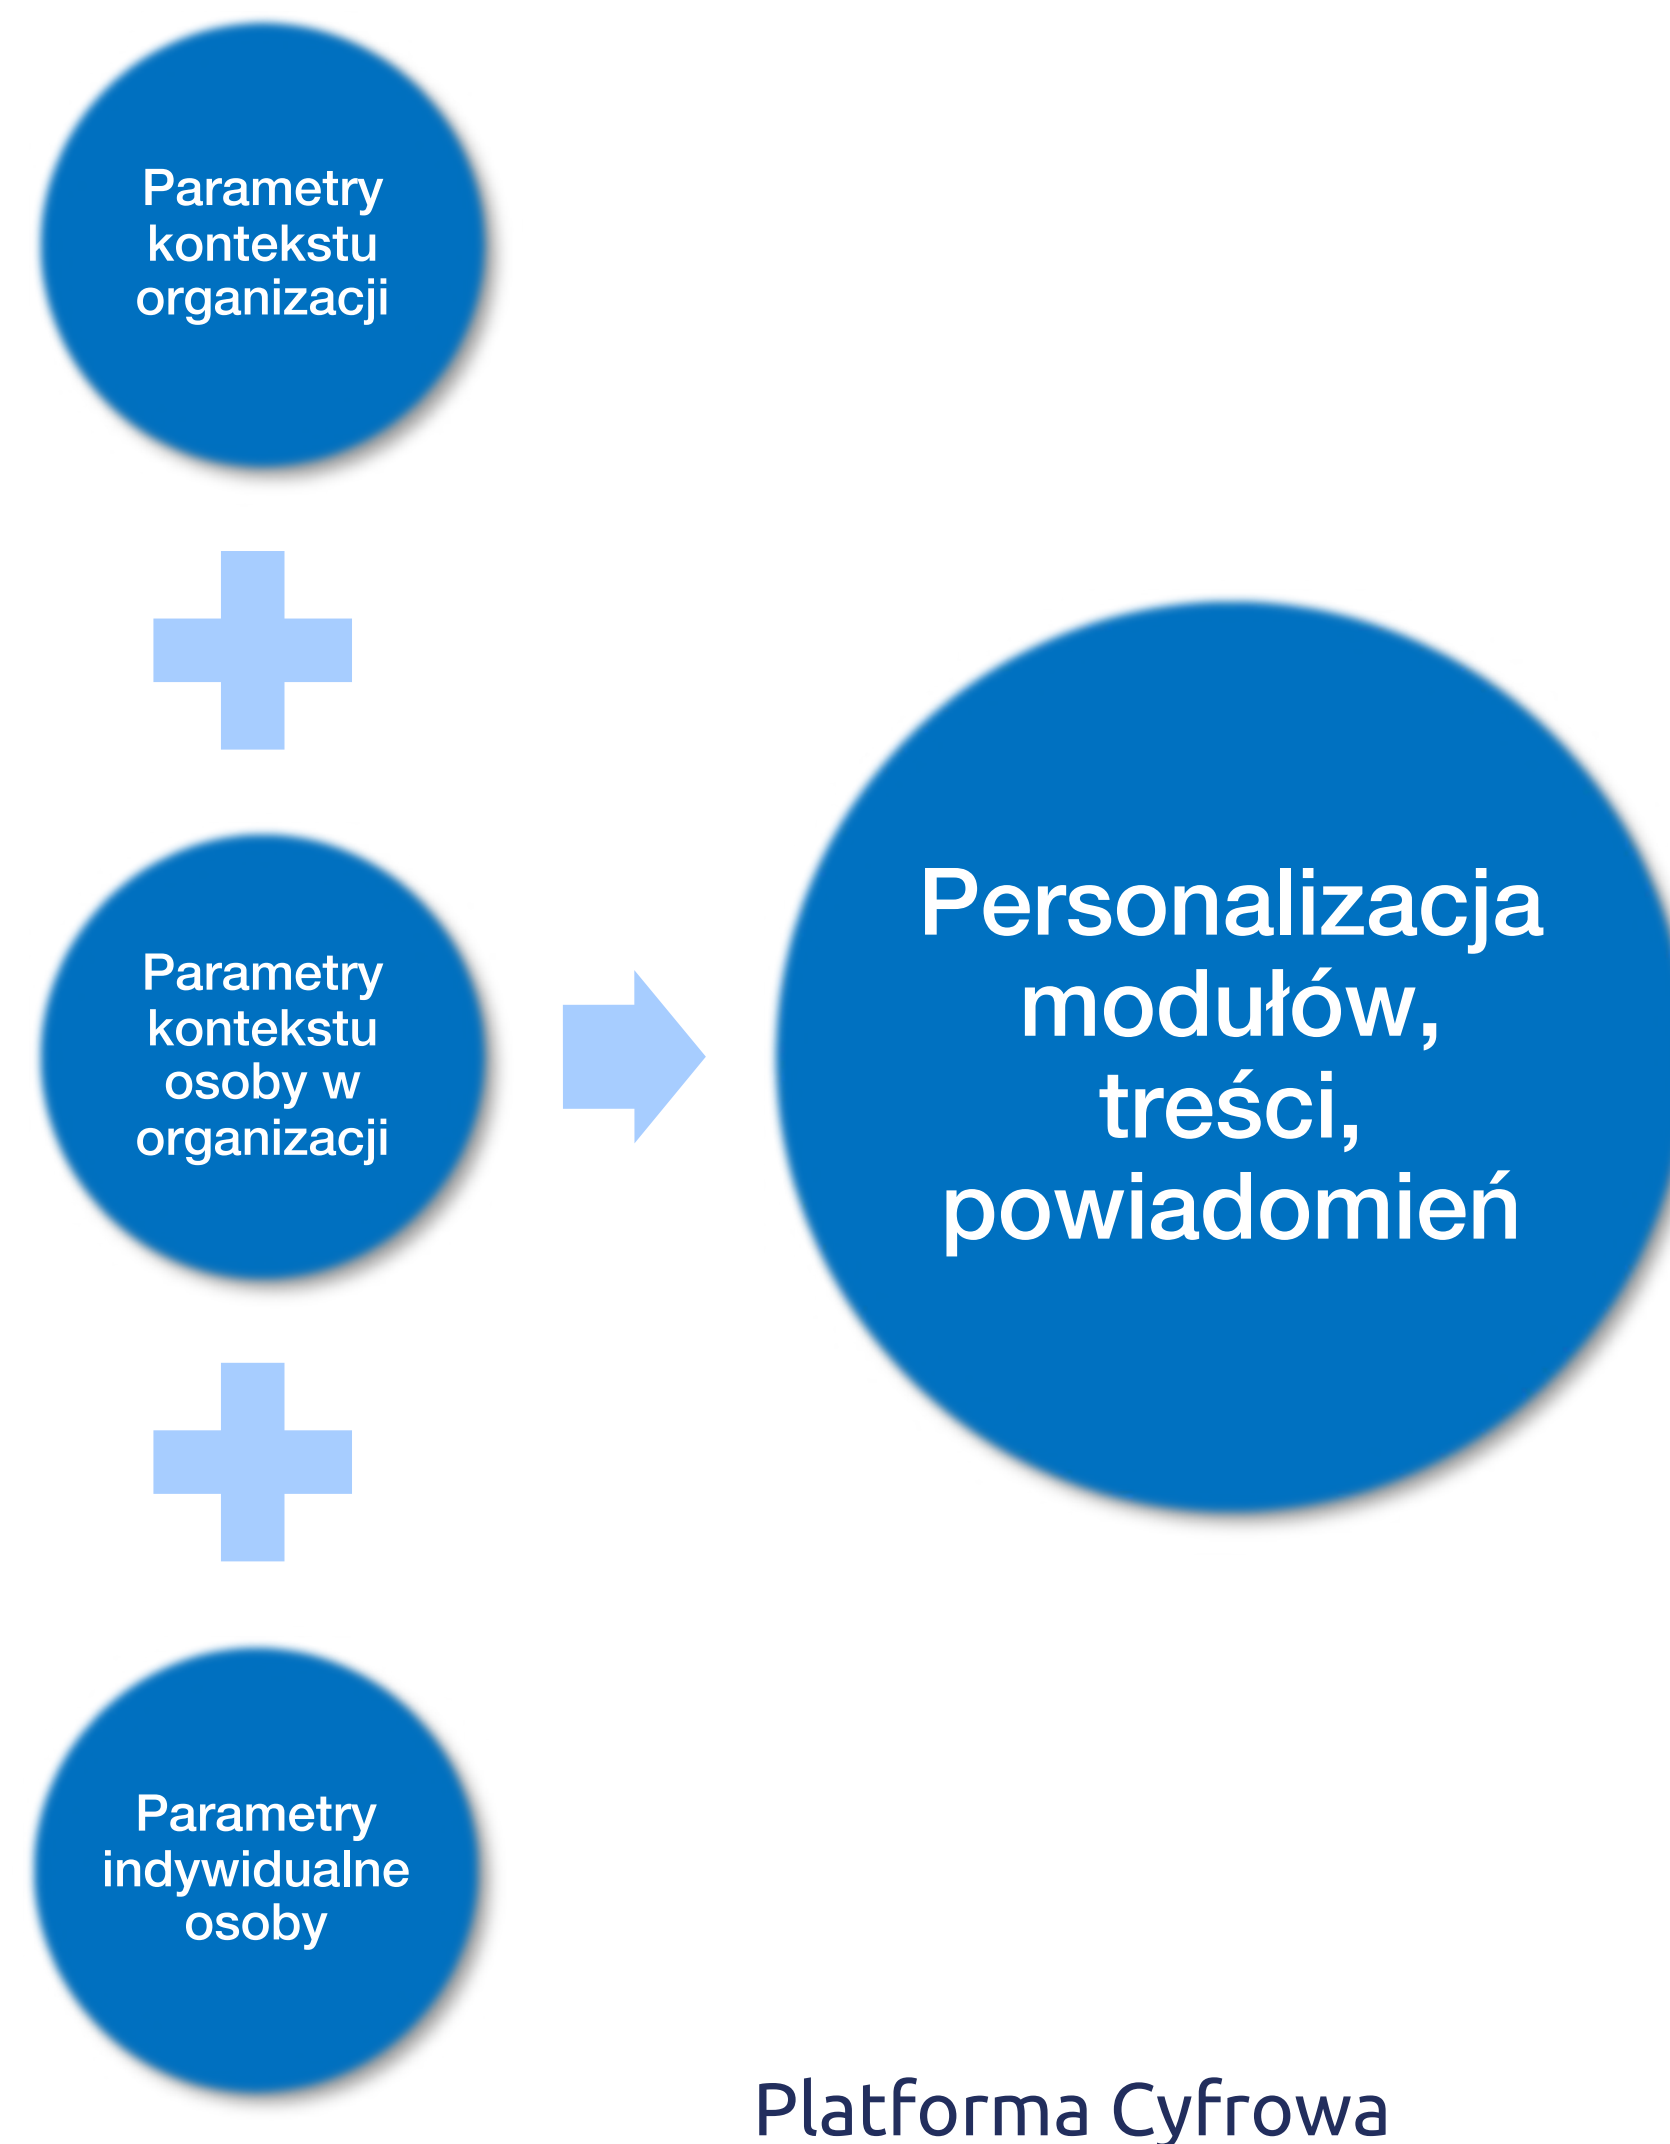 Parametry
kontekstu
organizacji
Parametry
kontekstu
osoby w
organizacji
Parametry
indywidualne
osoby
Personalizacja
modułów,
treści,
powiadomień
Platforma Cyfrowa